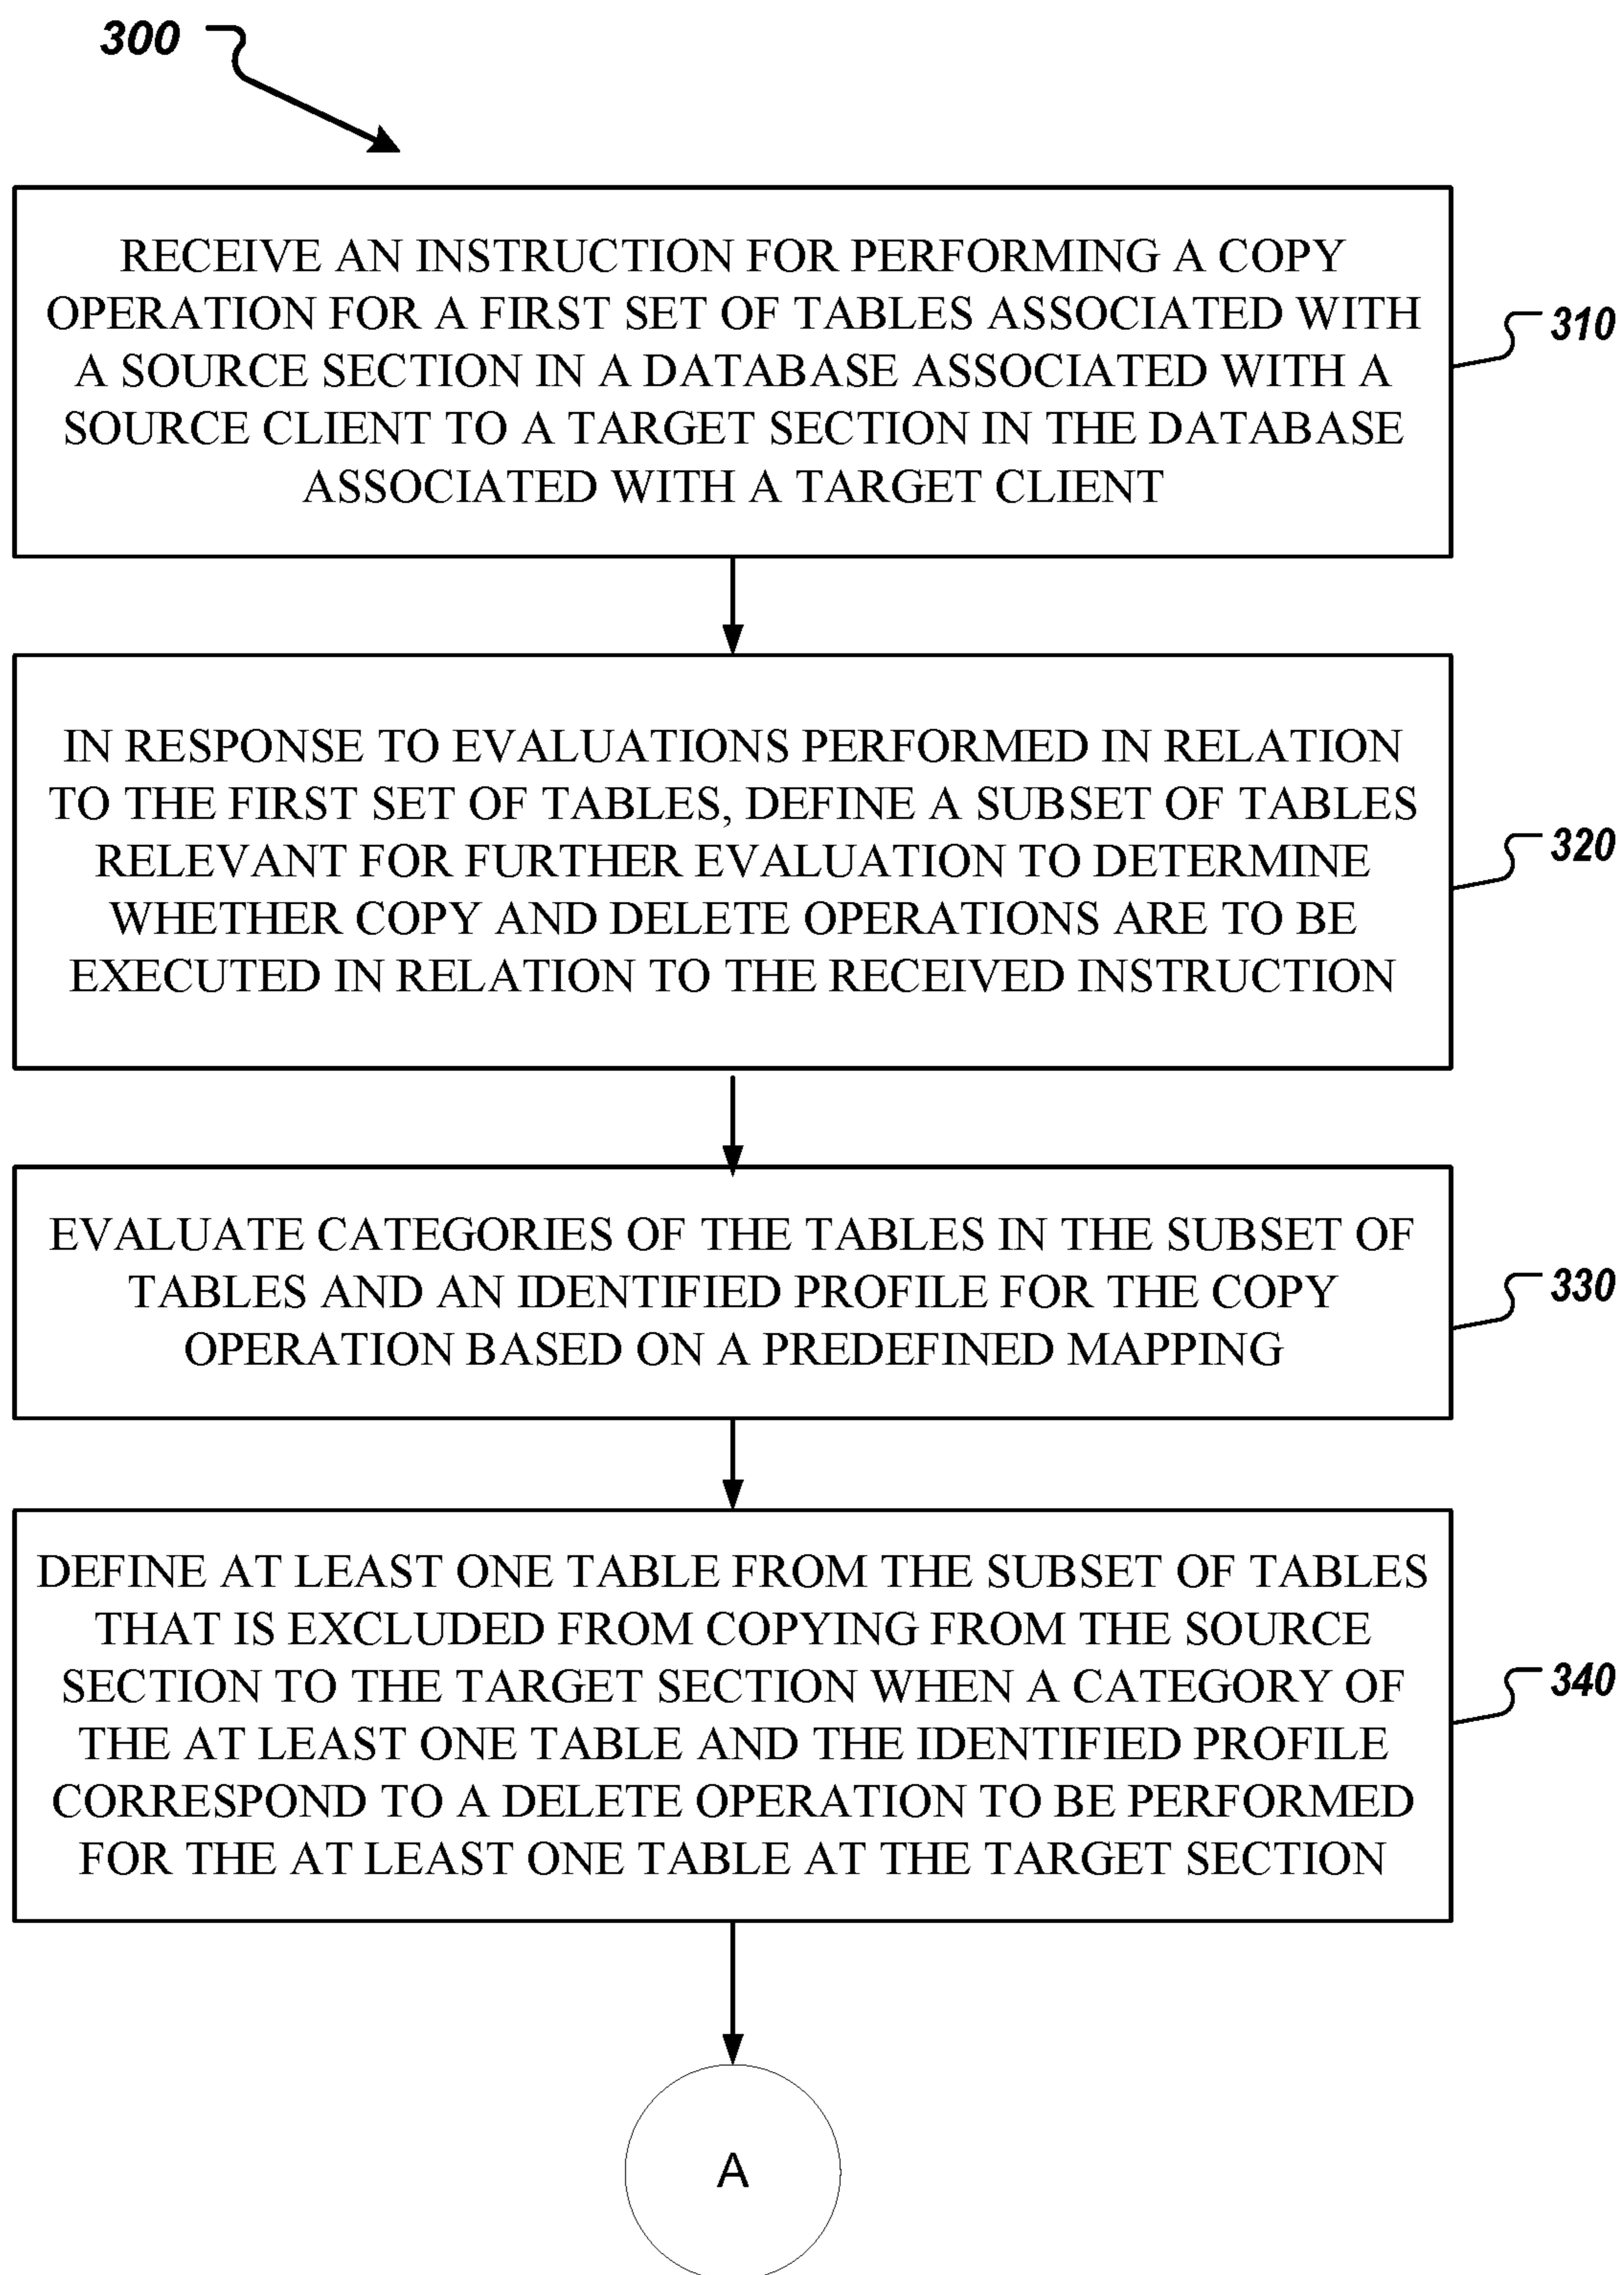 300
RECEIVE AN INSTRUCTION FOR PERFORMING A COPY
OPERATION FOR A FIRST SET OF TABLES ASSOCIATED WITH
A SOURCE SECTION IN A DATABASE ASSOCIATED WITH A
SOURCE CLIENT TO A TARGET SECTION IN THE DATABASE
ASSOCIATED WITH A TARGET CLIENT
310
IN RESPONSE TO EVALUATIONS PERFORMED IN RELATION
TO THE FIRST SET OF TABLES, DEFINE A SUBSET OF TABLES
RELEVANT FOR FURTHER EVALUATION TO DETERMINE
WHETHER COPY AND DELETE OPERATIONS ARE TO BE
EXECUTED IN RELATION TO THE RECEIVED INSTRUCTION
320
EVALUATE CATEGORIES OF THE TABLES IN THE SUBSET OF
TABLES AND AN IDENTIFIED PROFILE FOR THE COPY
OPERATION BASED ON A PREDEFINED MAPPING
330
DEFINE AT LEAST ONE TABLE FROM THE SUBSET OF TABLES
THAT IS EXCLUDED FROM COPYING FROM THE SOURCE
SECTION TO THE TARGET SECTION WHEN A CATEGORY OF
THE AT LEAST ONE TABLE AND THE IDENTIFIED PROFILE
CORRESPOND TO A DELETE OPERATION TO BE PERFORMED
FOR THE AT LEAST ONE TABLE AT THE TARGET SECTION
340
A